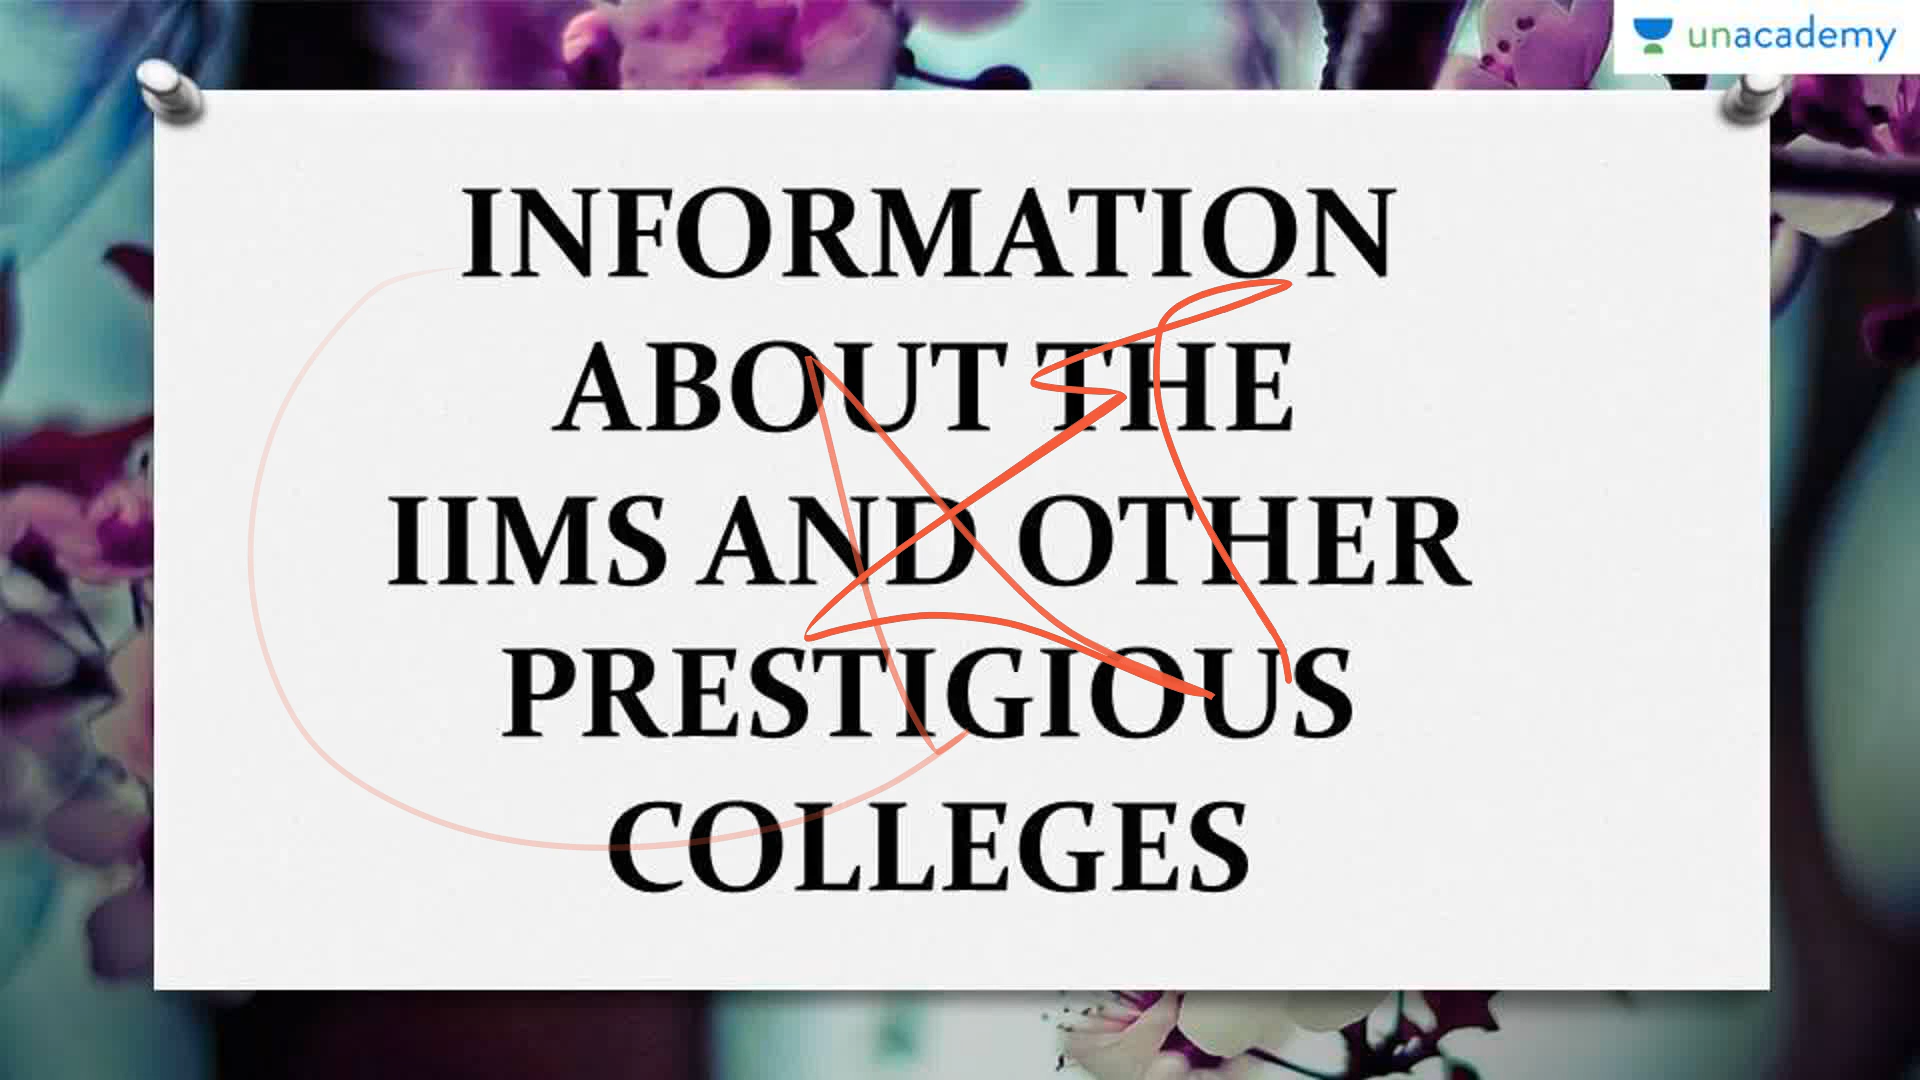 unacademy
INFORMATION
ABOUT THE
IIMS AND OTHER
PRESTIGIOUS
COLLEGES